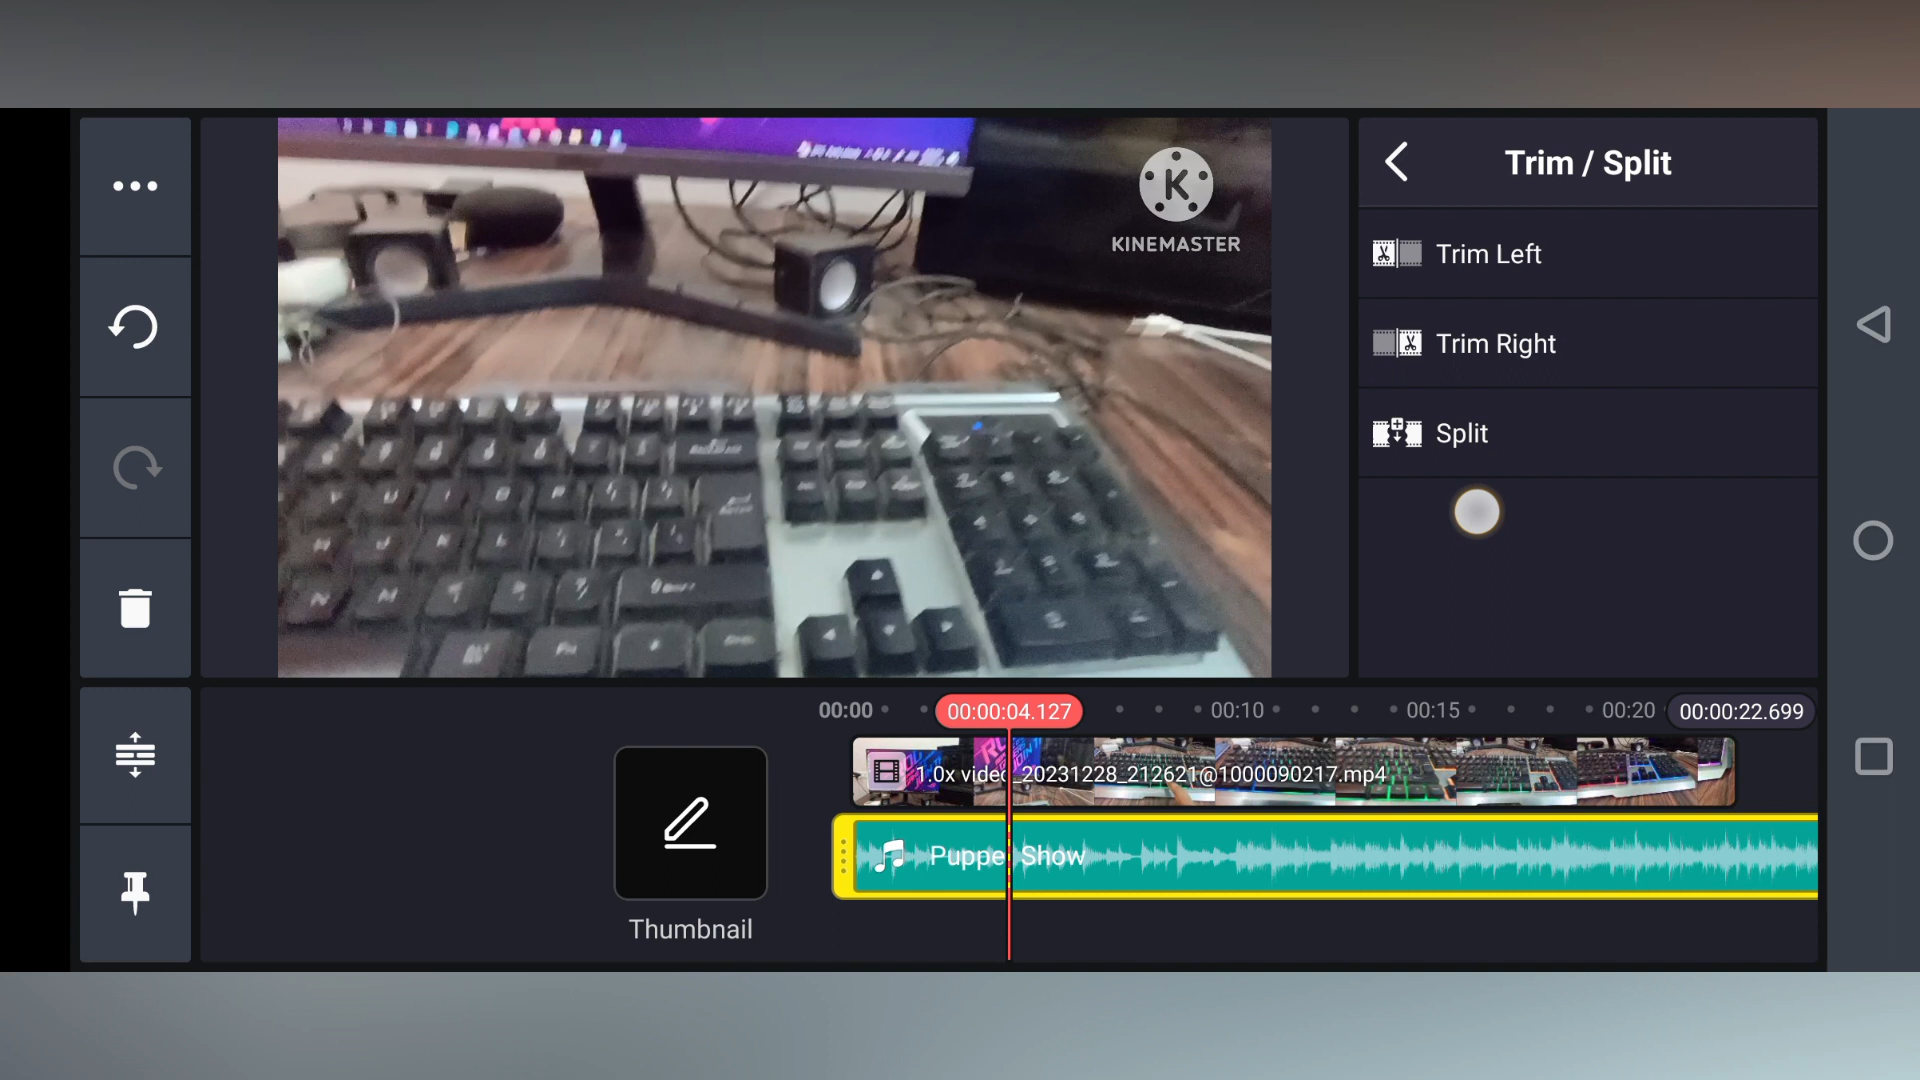 Trim / Split
K
KINEMASTER
Trim Left
Trim Right
Split
00:00
00:00:04.127
00:10
00:15
00:20
00:00:22.699
1.0x video_20231228_212621@1000090217.mp4
Puppet Show
Thumbnail